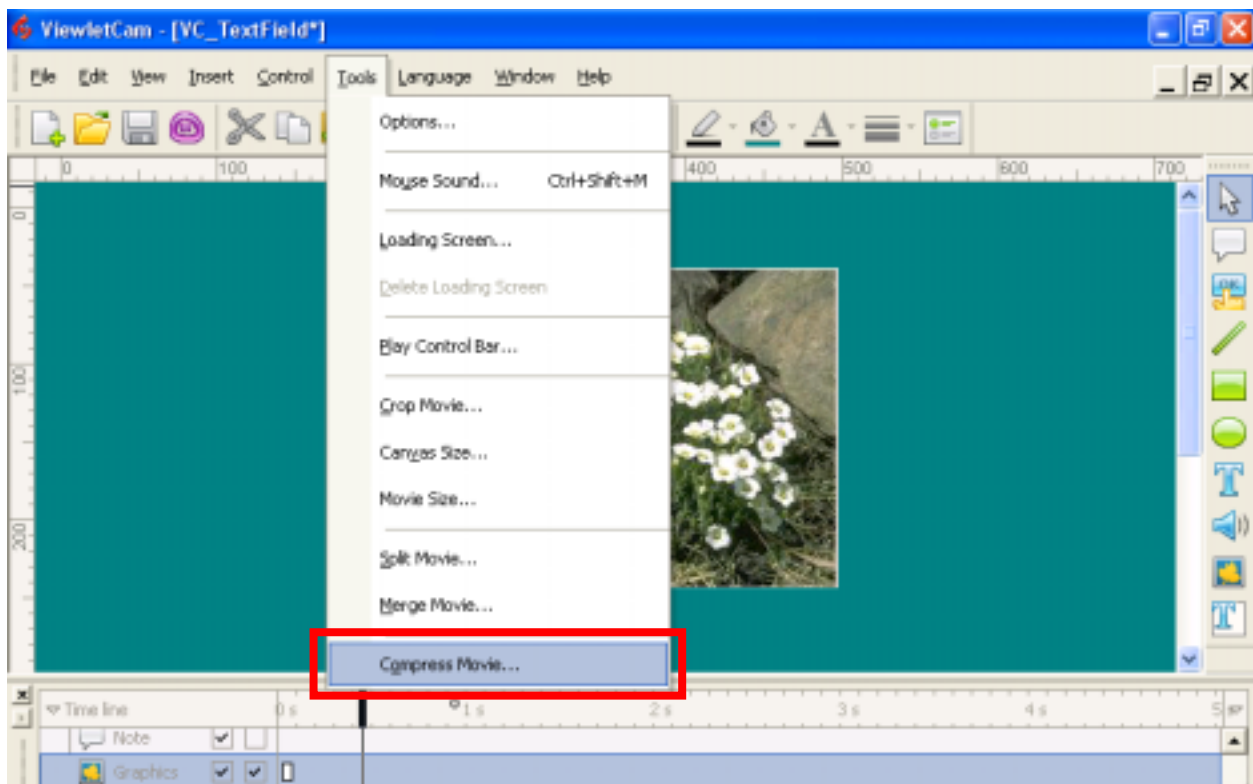 ViewletCam - [VC_TextField*]
File Edit View Insert Control Tools Language Window Help
Options...
Mouse Sound... Ctrl+Shift+M
Loading Screen...
Delete Loading Screen
Play Control Bar...
Crop Movie...
Canvas Size...
Movie Size...
Split Movie...
Merge Movie...
Compress Movie...
0 100 400 500 600 700
0
100
200
A
OK
T
T
Time line 0 s 1 s 2 s 3 s 4 s 5
Note
Graphics